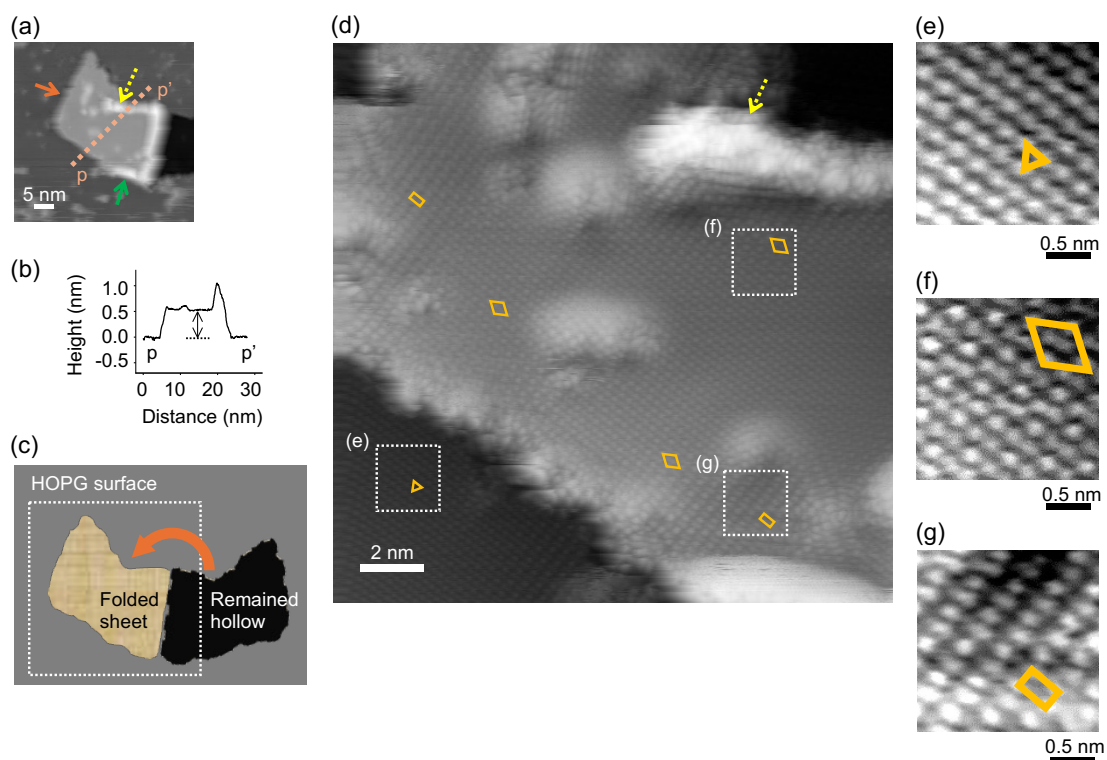 (a)
p'
p
5 nm
(b)
Height (nm)
1.0
0.5
0.0
-0.5
p
p'
0
10
20
30
Distance (nm)
(c)
HOPG surface
Folded
sheet
Remained
hollow
(d)
(f)
(e)
(g)
2 nm
(e)
0.5 nm
(f)
0.5 nm
(g)
0.5 nm